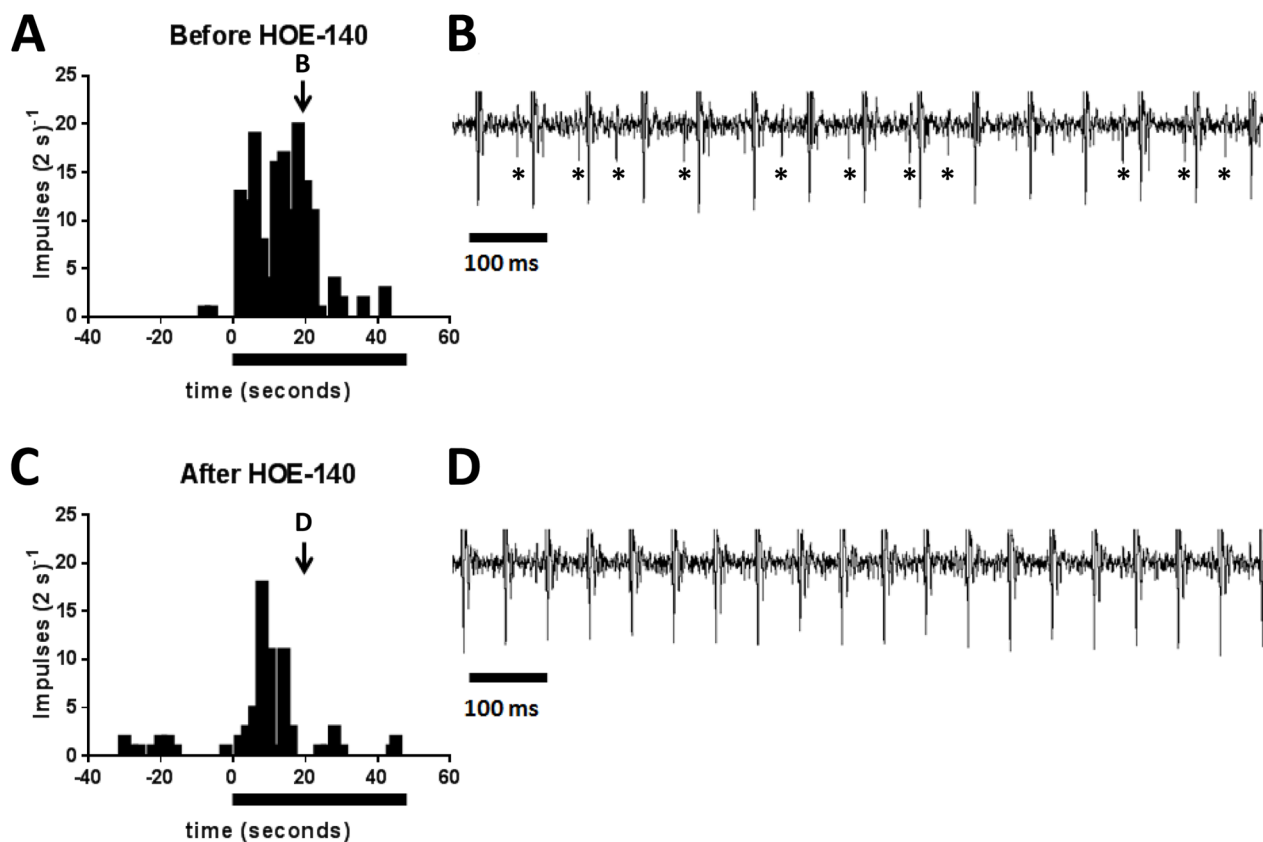 A
Before HOE-140
B
25
20
15
10
5
0
Impulses (2 s)⁻¹
-40 -20 0 20 40 60
time (seconds)
B
* * * * * * * * * * *
100 ms
C
After HOE-140
D
25
20
15
10
5
0
Impulses (2 s)⁻¹
-40 -20 0 20 40 60
time (seconds)
D
100 ms